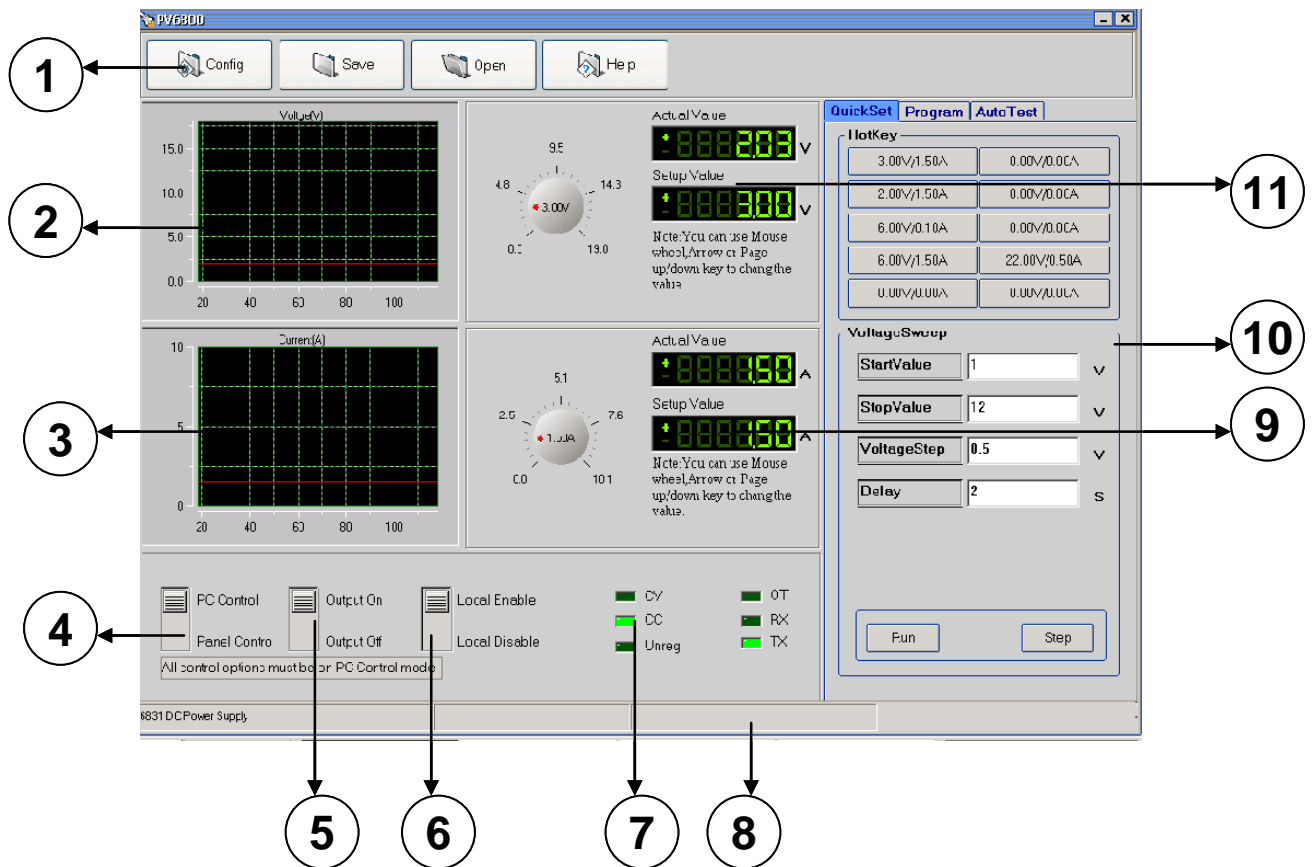 PV6800
Config
Save
Open
Help
1
Voltge(V)
15.0
10.0
5.0
0.0
20 40 60 80 100
2
9.5
4.8
14.3
3.00V
0.0
19.0
Actual Value
2.03 V
Setup Value
3.00 V
Note:You can use Mouse
wheel,Arrow or Page
up/down key to chang the
value
11
QuickSet
Program
AutoTest
HotKey
3.00V/1.50A 0.00V/0.00A
2.00V/1.50A 0.00V/0.00A
6.00V/0.10A 0.00V/0.00A
6.00V/1.50A 22.00V/0.50A
0.00V/0.00A 0.00V/0.00A
Current(A)
10
5
0
20 40 60 80 100
3
5.1
2.5
7.6
0.0
10.1
Actual Value
1.50 A
Setup Value
1.50 A
Note:You can use Mouse
wheel,Arrow or Page
up/down key to chang the
value.
9
VoltageSweep
10
StartValue 1 V
StopValue 12 V
VoltageStep 0.5 V
Delay 2 S
Run
Step
4
PC Control
Panel Contro
Output On
Output Off
Local Enable
Local Disable
All control options must be on PC Control mode
CV
CC
Unreg
OT
RX
TX
6831 DC Power Supply
5
6
7
8